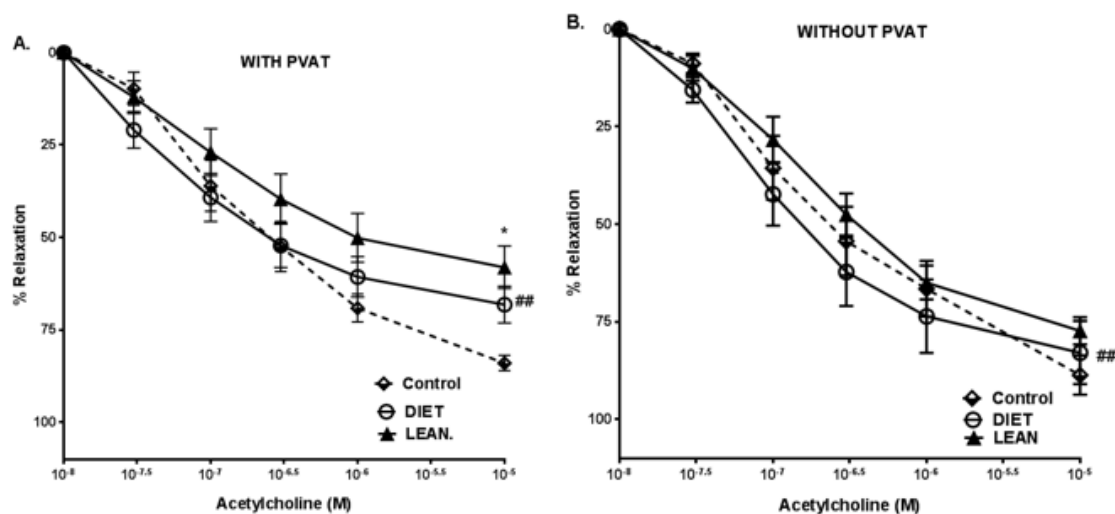 A.
WITH PVAT
0
25
50
75
100
% Relaxation
*
##
Control
DIET
LEAN.
10-8
10-7.5
10-7
10-6.5
10-6
10-5.5
10-5
Acetylcholine (M)
B.
WITHOUT PVAT
0
25
50
75
100
% Relaxation
##
Control
DIET
LEAN
10-8
10-7.5
10-7
10-6.5
10-6
10-5.5
10-5
Acetylcholine (M)